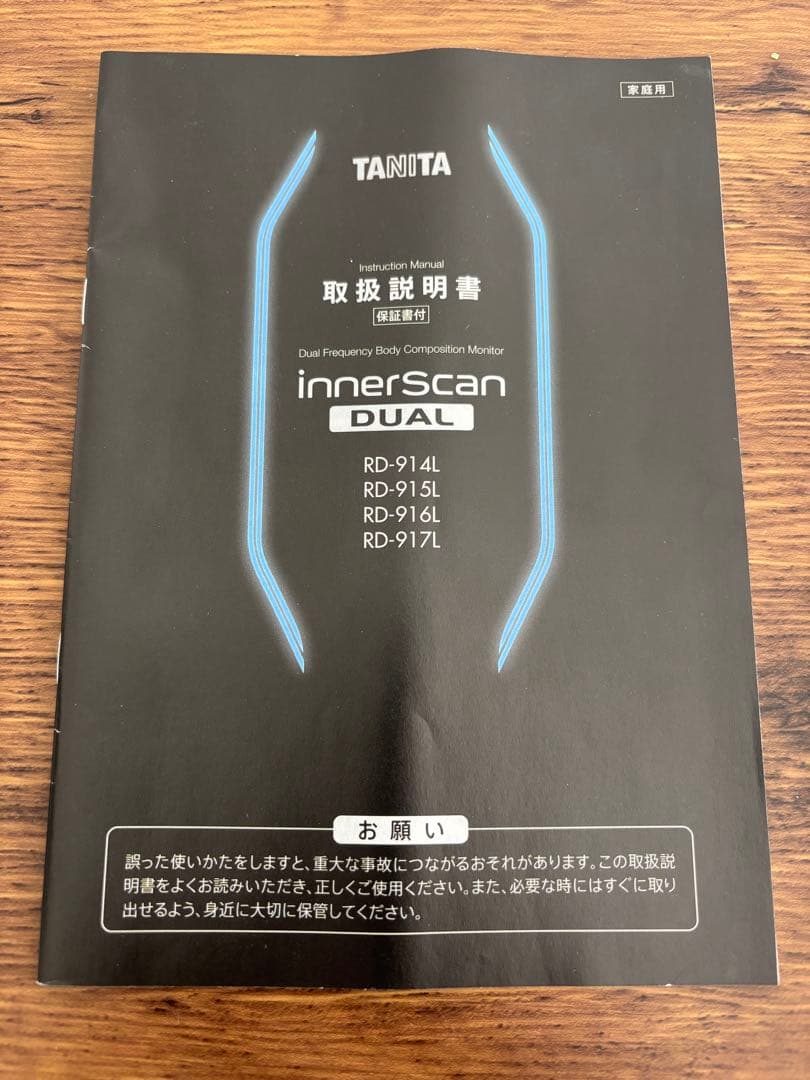 家庭用
TANITA
Instruction Manual
取扱説明書
保証書付
Dual Frequency Body Composition Monitor
innerScan
DUAL
RD-914L
RD-915L
RD-916L
RD-917L
お願い
誤った使いかたをしますと、重大な事故につながるおそれがあります。この取扱説
明書をよくお読みいただき、正しくご使用ください。また、必要な時にはすぐに取り
出せるよう、身近に大切に保管してください。